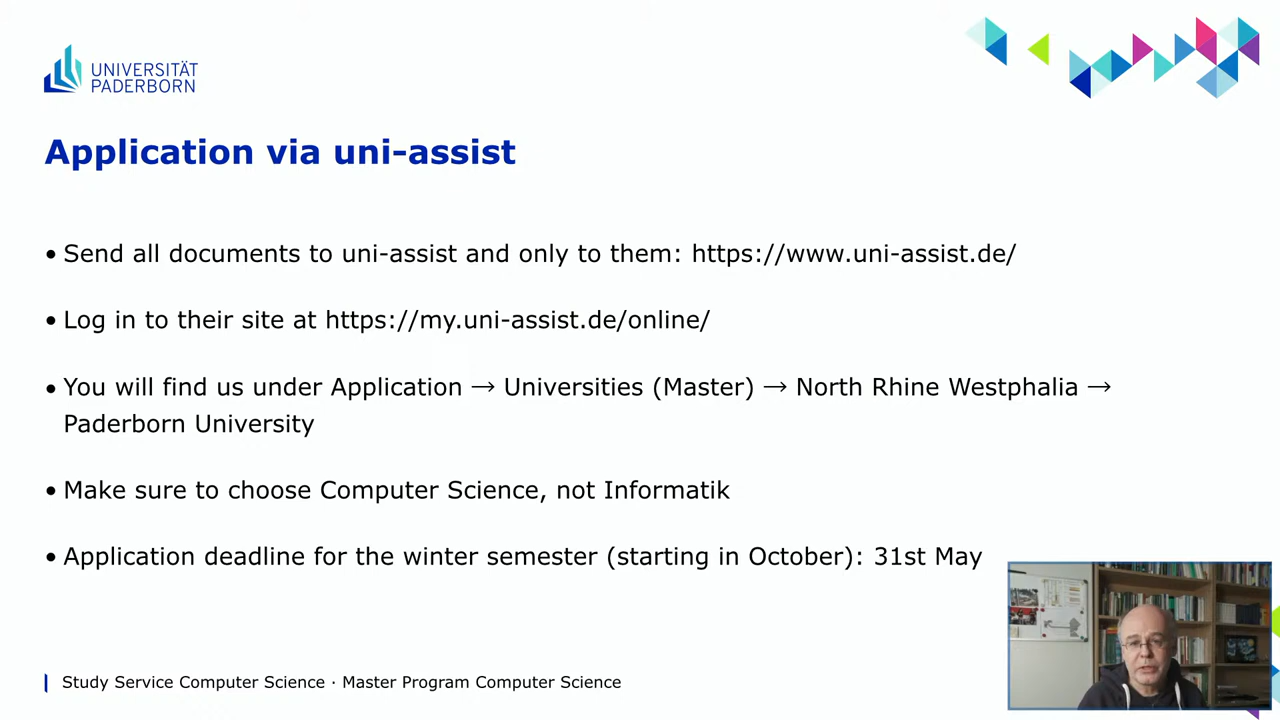 UNIVERSITÄT
PADERBORN
Application via uni-assist
• Send all documents to uni-assist and only to them: https://www.uni-assist.de/
• Log in to their site at https://my.uni-assist.de/online/
• You will find us under Application → Universities (Master) → North Rhine Westphalia →
Paderborn University
• Make sure to choose Computer Science, not Informatik
• Application deadline for the winter semester (starting in October): 31st May
Study Service Computer Science · Master Program Computer Science